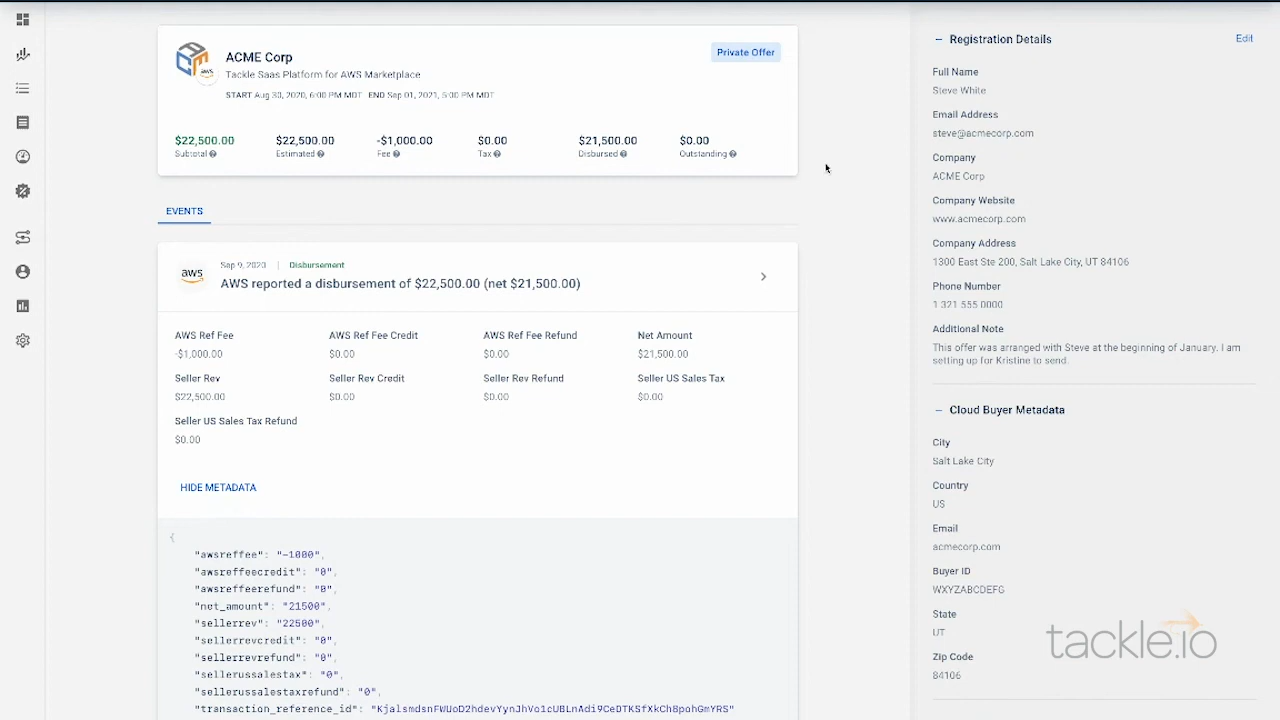 ACME Corp
Private Offer
aws
Tackle Saas Platform for AWS Marketplace
START Aug 30, 2020, 6:00 PM MDT END Sep 01, 2021, 5:00 PM MDT
$22,500.00 $22,500.00 -$1,000.00 $0.00 $21,500.00 $0.00
Subtotal Estimated Fee Tax Disbursed Outstanding
EVENTS
aws
Sep 9, 2020 | Disbursement
AWS reported a disbursement of $22,500.00 (net $21,500.00)
AWS Ref Fee AWS Ref Fee Credit AWS Ref Fee Refund Net Amount
-$1,000.00 $0.00 $0.00 $21,500.00
Seller Rev Seller Rev Credit Seller Rev Refund Seller US Sales Tax
$22,500.00 $0.00 $0.00 $0.00
Seller US Sales Tax Refund
$0.00
HIDE METADATA
{
"awsreffee": "-1000",
"awsreffeecredit": "0",
"awsreffeerefund": "0",
"net_amount": "21500",
"sellerrev": "22500",
"sellerrevcredit": "0",
"sellerrevrefund": "0",
"sellerussalestax": "0",
"sellerussalestaxrefund": "0",
"transaction_reference_id":
Registration Details Edit
Full Name
Steve White
Email Address
steve@acmecorp.com
Company
ACME Corp
Company Website
www.acmecorp.com
Company Address
1300 East Ste 200, Salt Lake City, UT 84106
Phone Number
1 321 555 0000
Additional Note
This offer was arranged with Steve at the beginning of January. I am
setting up for Kristine to send.
Cloud Buyer Metadata
City
Salt Lake City
Country
US
Email
acmecorp.com
Buyer ID
WXYZABCDEFG
State
UT
Zip Code
84106
tackle.io